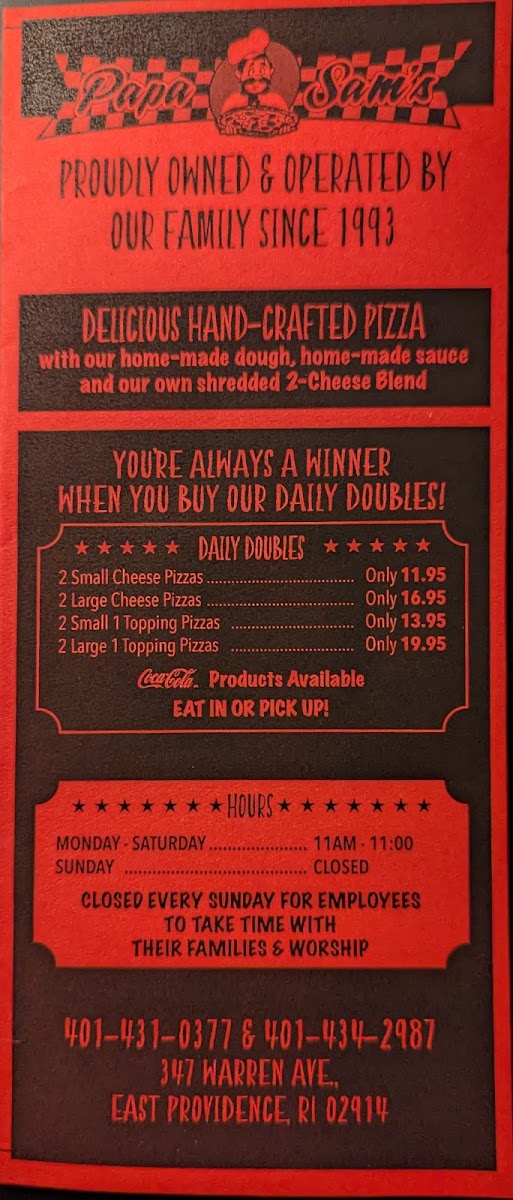 Papa Sam's
PROUDLY OWNED & OPERATED BY
OUR FAMILY SINCE 1993
DELICIOUS HAND-CRAFTED PIZZA
with our home-made dough, home-made sauce
and our own shredded 2-Cheese Blend
YOU'RE ALWAYS A WINNER
WHEN YOU BUY OUR DAILY DOUBLES!
★★★★★ DAILY DOUBLES ★★★★★
2 Small Cheese Pizzas .................................. Only 11.95
2 Large Cheese Pizzas .................................. Only 16.95
2 Small 1 Topping Pizzas ............................ Only 13.95
2 Large 1 Topping Pizzas ............................ Only 19.95
Coca-Cola Products Available
EAT IN OR PICK UP!
★★★★★★★HOURS★★★★★★★
MONDAY - SATURDAY ...................... 11AM - 11:00
SUNDAY ......................................... CLOSED
CLOSED EVERY SUNDAY FOR EMPLOYEES
TO TAKE TIME WITH
THEIR FAMILIES & WORSHIP
401-431-0377 & 401-434-2987
347 WARREN AVE.,
EAST PROVIDENCE, RI 02914